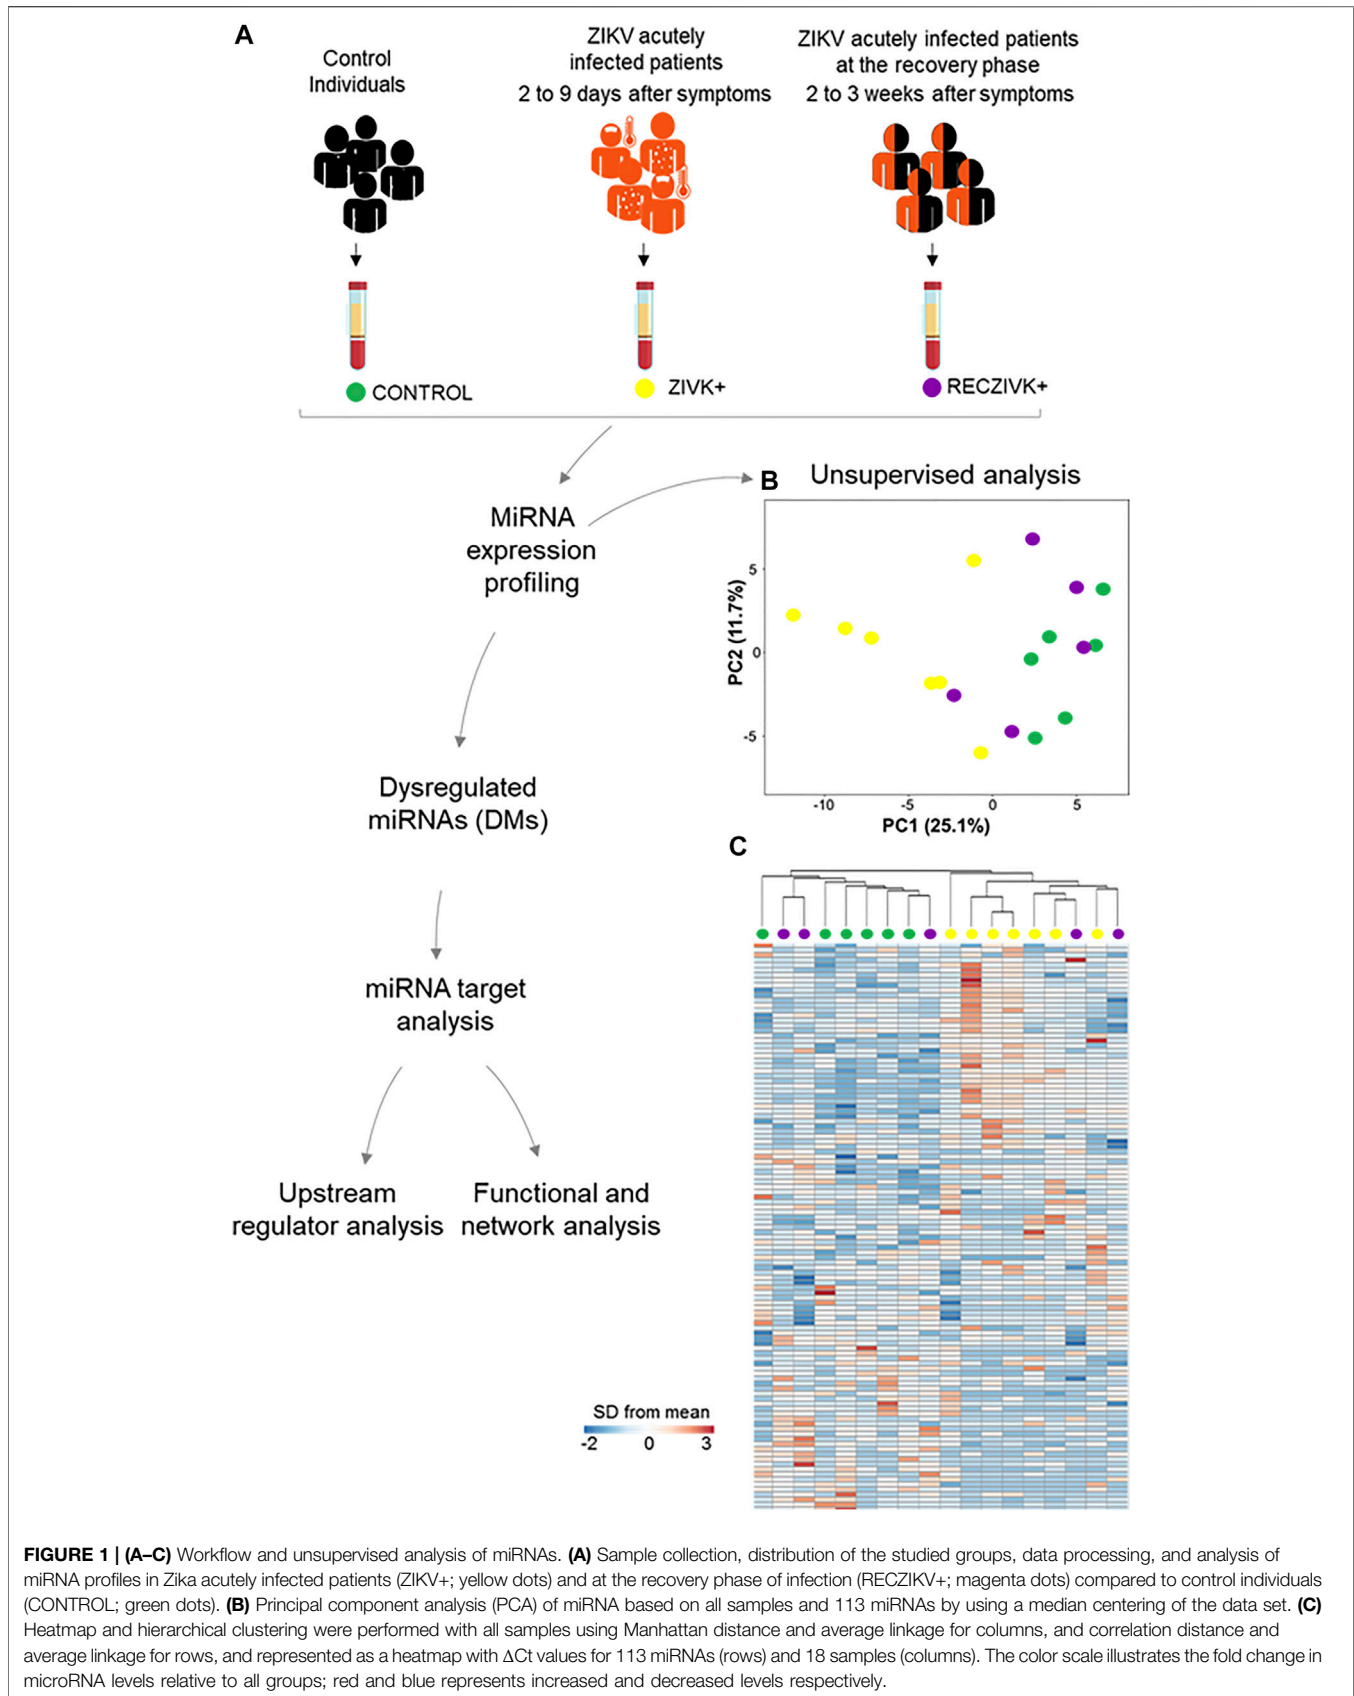 A
Control
Individuals
ZIKV acutely
infected patients
2 to 9 days after symptoms
ZIKV acutely infected patients
at the recovery phase
2 to 3 weeks after symptoms
CONTROL
ZIVK+
RECZIVK+
MiRNA
expression
profiling
B
Unsupervised analysis
PC2 (11.7%)
5
0
-5
-10
-5
0
5
PC1 (25.1%)
Dysregulated
miRNAs (DMs)
C
miRNA target
analysis
Upstream
regulator analysis
Functional and
network analysis
SD from mean
-2
0
3
FIGURE 1 | (A–C) Workflow and unsupervised analysis of miRNAs. (A) Sample collection, distribution of the studied groups, data processing, and analysis of
miRNA profiles in Zika acutely infected patients (ZIKV+; yellow dots) and at the recovery phase of infection (RECZIKV+; magenta dots) compared to control individuals
(CONTROL; green dots). (B) Principal component analysis (PCA) of miRNA based on all samples and 113 miRNAs by using a median centering of the data set. (C)
Heatmap and hierarchical clustering were performed with all samples using Manhattan distance and average linkage for columns, and correlation distance and
average linkage for rows, and represented as a heatmap with ΔCt values for 113 miRNAs (rows) and 18 samples (columns). The color scale illustrates the fold change in
microRNA levels relative to all groups; red and blue represents increased and decreased levels respectively.